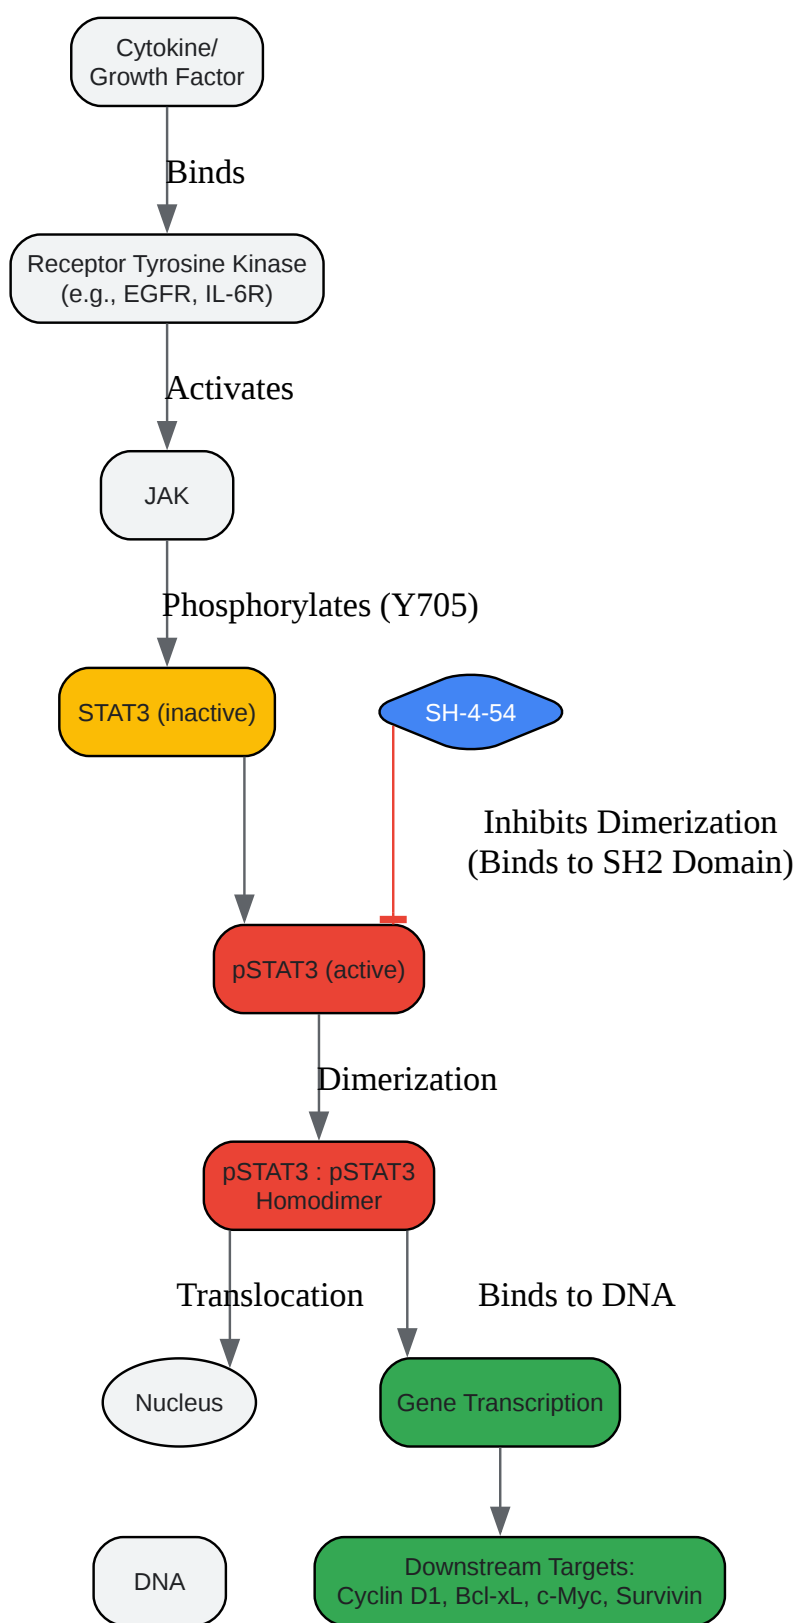 Cytokine/
Growth Factor
Binds
Receptor Tyrosine Kinase
(e.g., EGFR, IL-6R)
Activates
JAK
Phosphorylates (Y705)
STAT3 (inactive)
SH-4-54
Inhibits Dimerization
(Binds to SH2 Domain)
pSTAT3 (active)
Dimerization
pSTAT3 : pSTAT3
Homodimer
Translocation
Binds to DNA
Nucleus
Gene Transcription
DNA
Downstream Targets:
Cyclin D1, Bcl-xL, c-Myc, Survivin